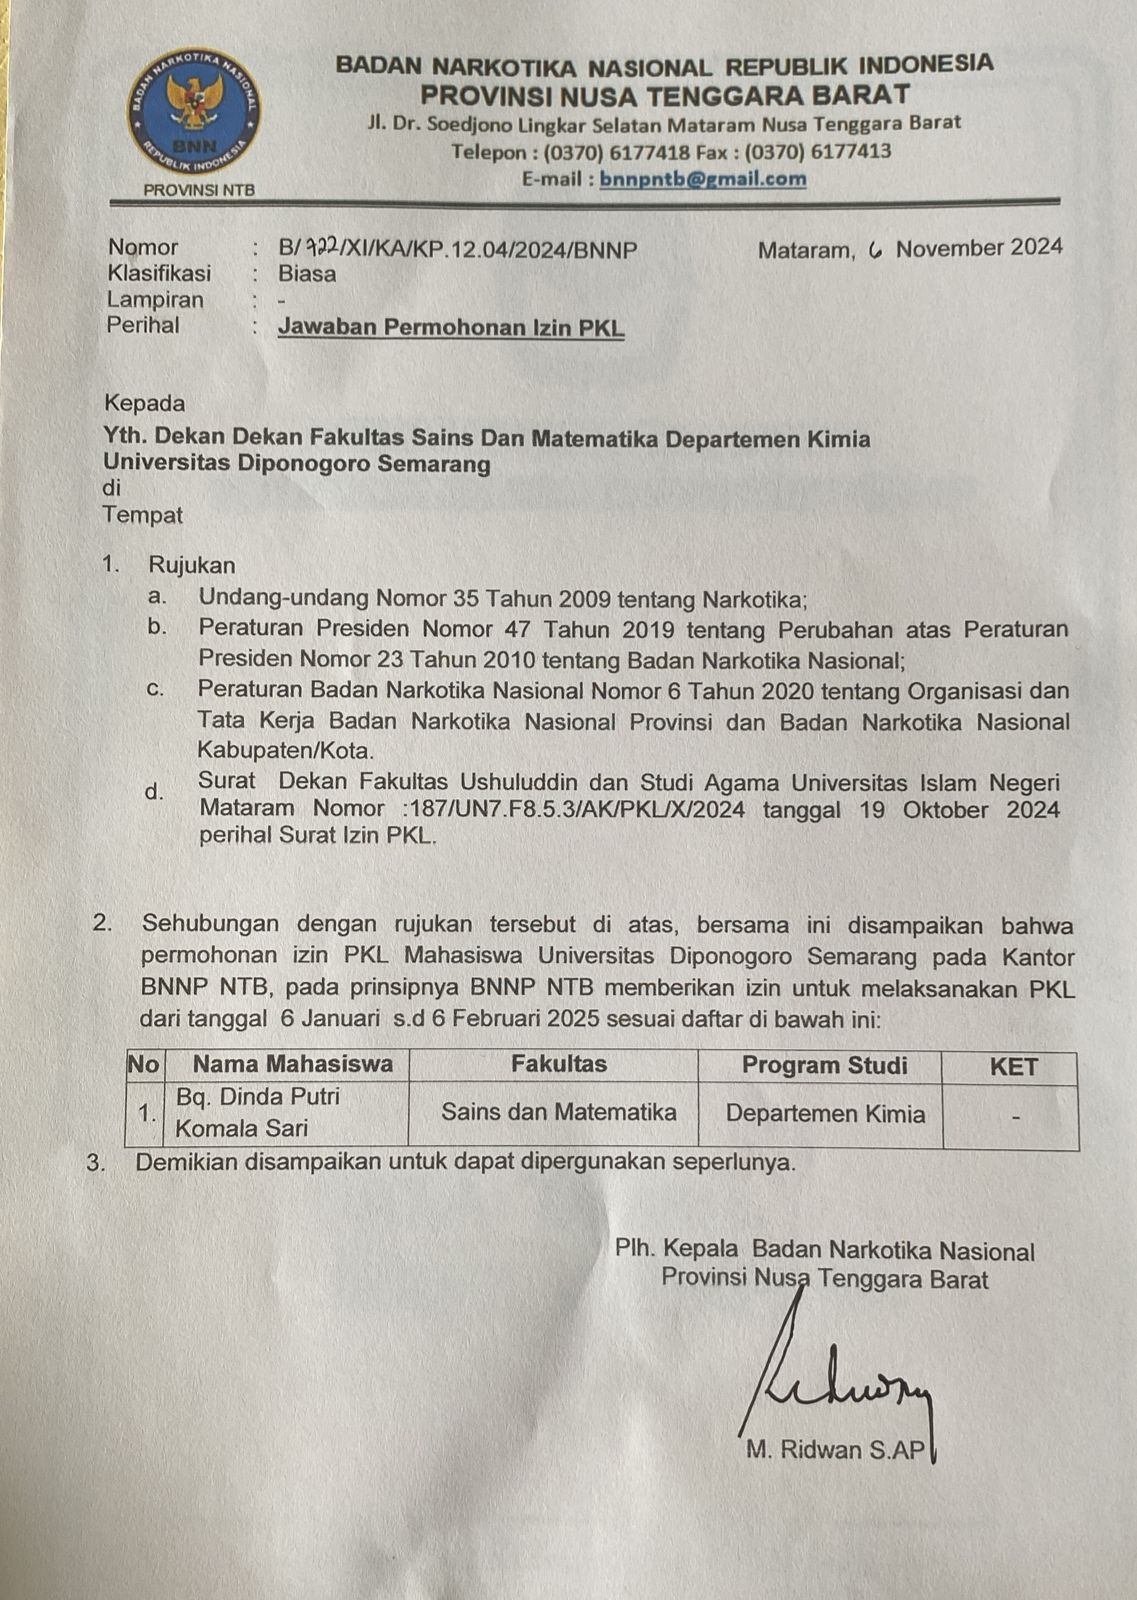 BADAN NARKOTIKA NASIONAL
REPUBLIK INDONESIA
BNN
PROVINSI NTB
BADAN NARKOTIKA NASIONAL REPUBLIK INDONESIA
PROVINSI NUSA TENGGARA BARAT
Jl. Dr. Soedjono Lingkar Selatan Mataram Nusa Tenggara Barat
Telepon : (0370) 6177418 Fax : (0370) 6177413
E-mail : bnnpntb@gmail.com
Nomor : B/922/XI/KA/KP.12.04/2024/BNNP Mataram, 6 November 2024
Klasifikasi : Biasa
Lampiran : -
Perihal : Jawaban Permohonan Izin PKL
Kepada
Yth. Dekan Dekan Fakultas Sains Dan Matematika Departemen Kimia
Universitas Diponogoro Semarang
di
Tempat
1. Rujukan
a. Undang-undang Nomor 35 Tahun 2009 tentang Narkotika;
b. Peraturan Presiden Nomor 47 Tahun 2019 tentang Perubahan atas Peraturan
Presiden Nomor 23 Tahun 2010 tentang Badan Narkotika Nasional;
c. Peraturan Badan Narkotika Nasional Nomor 6 Tahun 2020 tentang Organisasi dan
Tata Kerja Badan Narkotika Nasional Provinsi dan Badan Narkotika Nasional
Kabupaten/Kota.
d. Surat Dekan Fakultas Ushuluddin dan Studi Agama Universitas Islam Negeri
Mataram Nomor :187/UN7.F8.5.3/AK/PKL/X/2024 tanggal 19 Oktober 2024
perihal Surat Izin PKL.
2. Sehubungan dengan rujukan tersebut di atas, bersama ini disampaikan bahwa
permohonan izin PKL Mahasiswa Universitas Diponogoro Semarang pada Kantor
BNNP NTB, pada prinsipnya BNNP NTB memberikan izin untuk melaksanakan PKL
dari tanggal 6 Januari s.d 6 Februari 2025 sesuai daftar di bawah ini:
No Nama Mahasiswa Fakultas Program Studi KET
1. Bq. Dinda Putri Komala Sari Sains dan Matematika Departemen Kimia -
3. Demikian disampaikan untuk dapat dipergunakan seperlunya.
Plh. Kepala Badan Narkotika Nasional
Provinsi Nusa Tenggara Barat
M. Ridwan S.AP